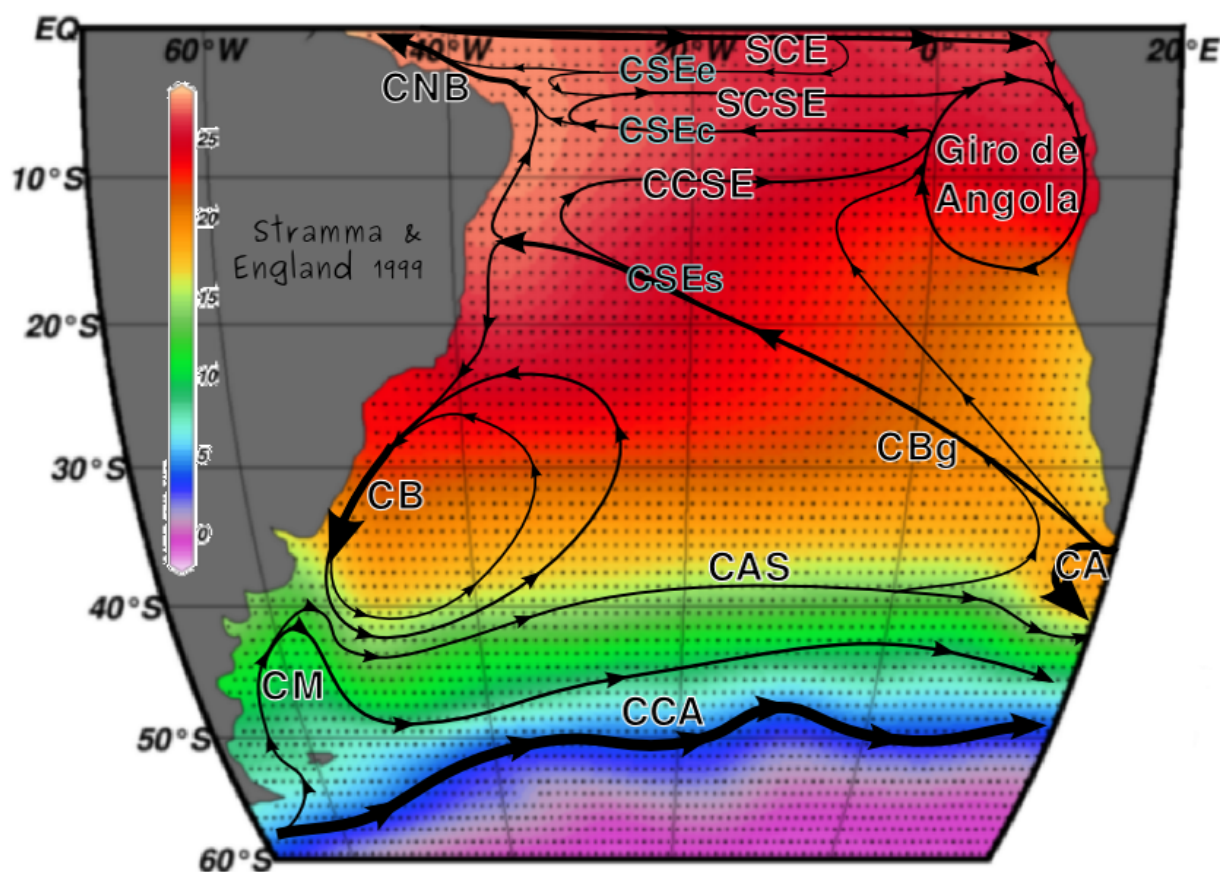 EQ
60°W
40°W
20°W
0°
20°E
SCE
CSEe
CNB
SCSE
CSEc
25
Giro de
Angola
10°S
CCSE
20
Stramma &
England 1999
CSEs
15
20°S
10
CBg
5
30°S
CB
0
CAS
CA
40°S
CM
CCA
50°S
60°S